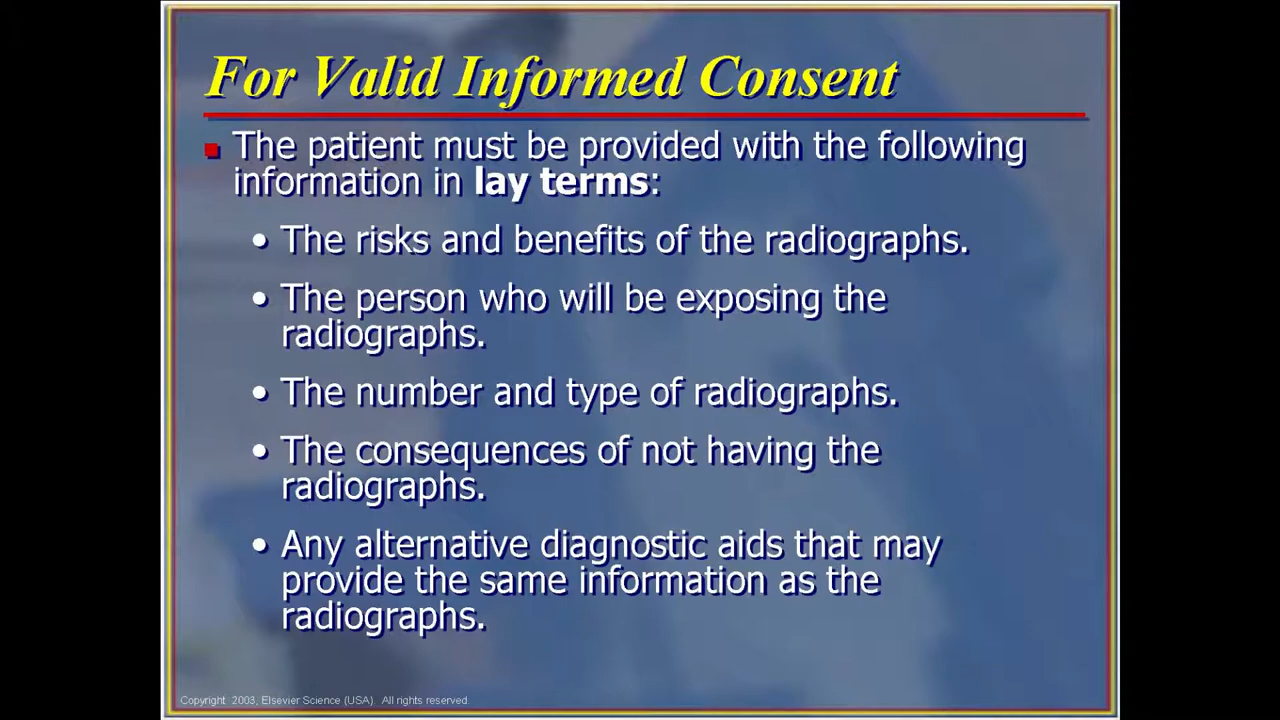 For Valid Informed Consent
The patient must be provided with the following
information in lay terms:
• The risks and benefits of the radiographs.
• The person who will be exposing the
radiographs.
• The number and type of radiographs.
• The consequences of not having the
radiographs.
• Any alternative diagnostic aids that may
provide the same information as the
radiographs.
Copyright 2003, Elsevier Science (USA). All rights reserved.